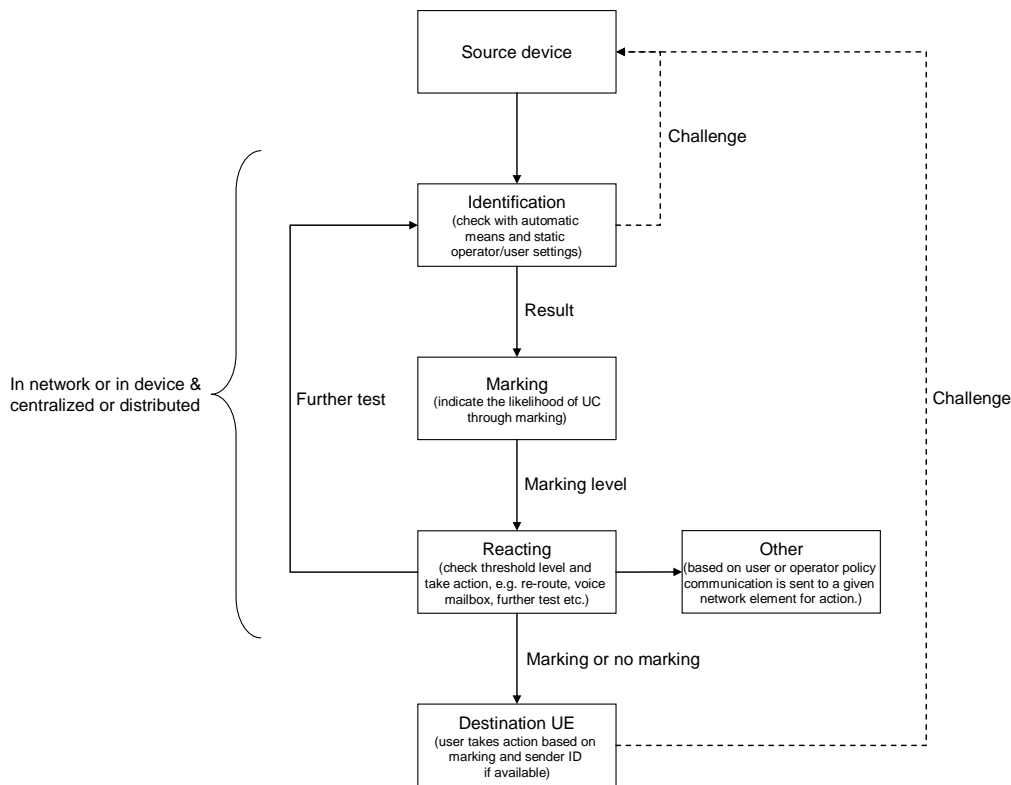 Source device
Challenge
Identification
(check with automatic
means and static
operator/user settings)
Result
In network or in device &
centralized or distributed
Further test
Marking
(indicate the likelihood of UC
through marking)
Challenge
Marking level
Reacting
(check threshold level and
take action, e.g. re-route, voice
mailbox, further test etc.)
Other
(based on user or operator policy
communication is sent to a given
network element for action.)
Marking or no marking
Destination UE
(user takes action based on
marking and sender ID
if available)